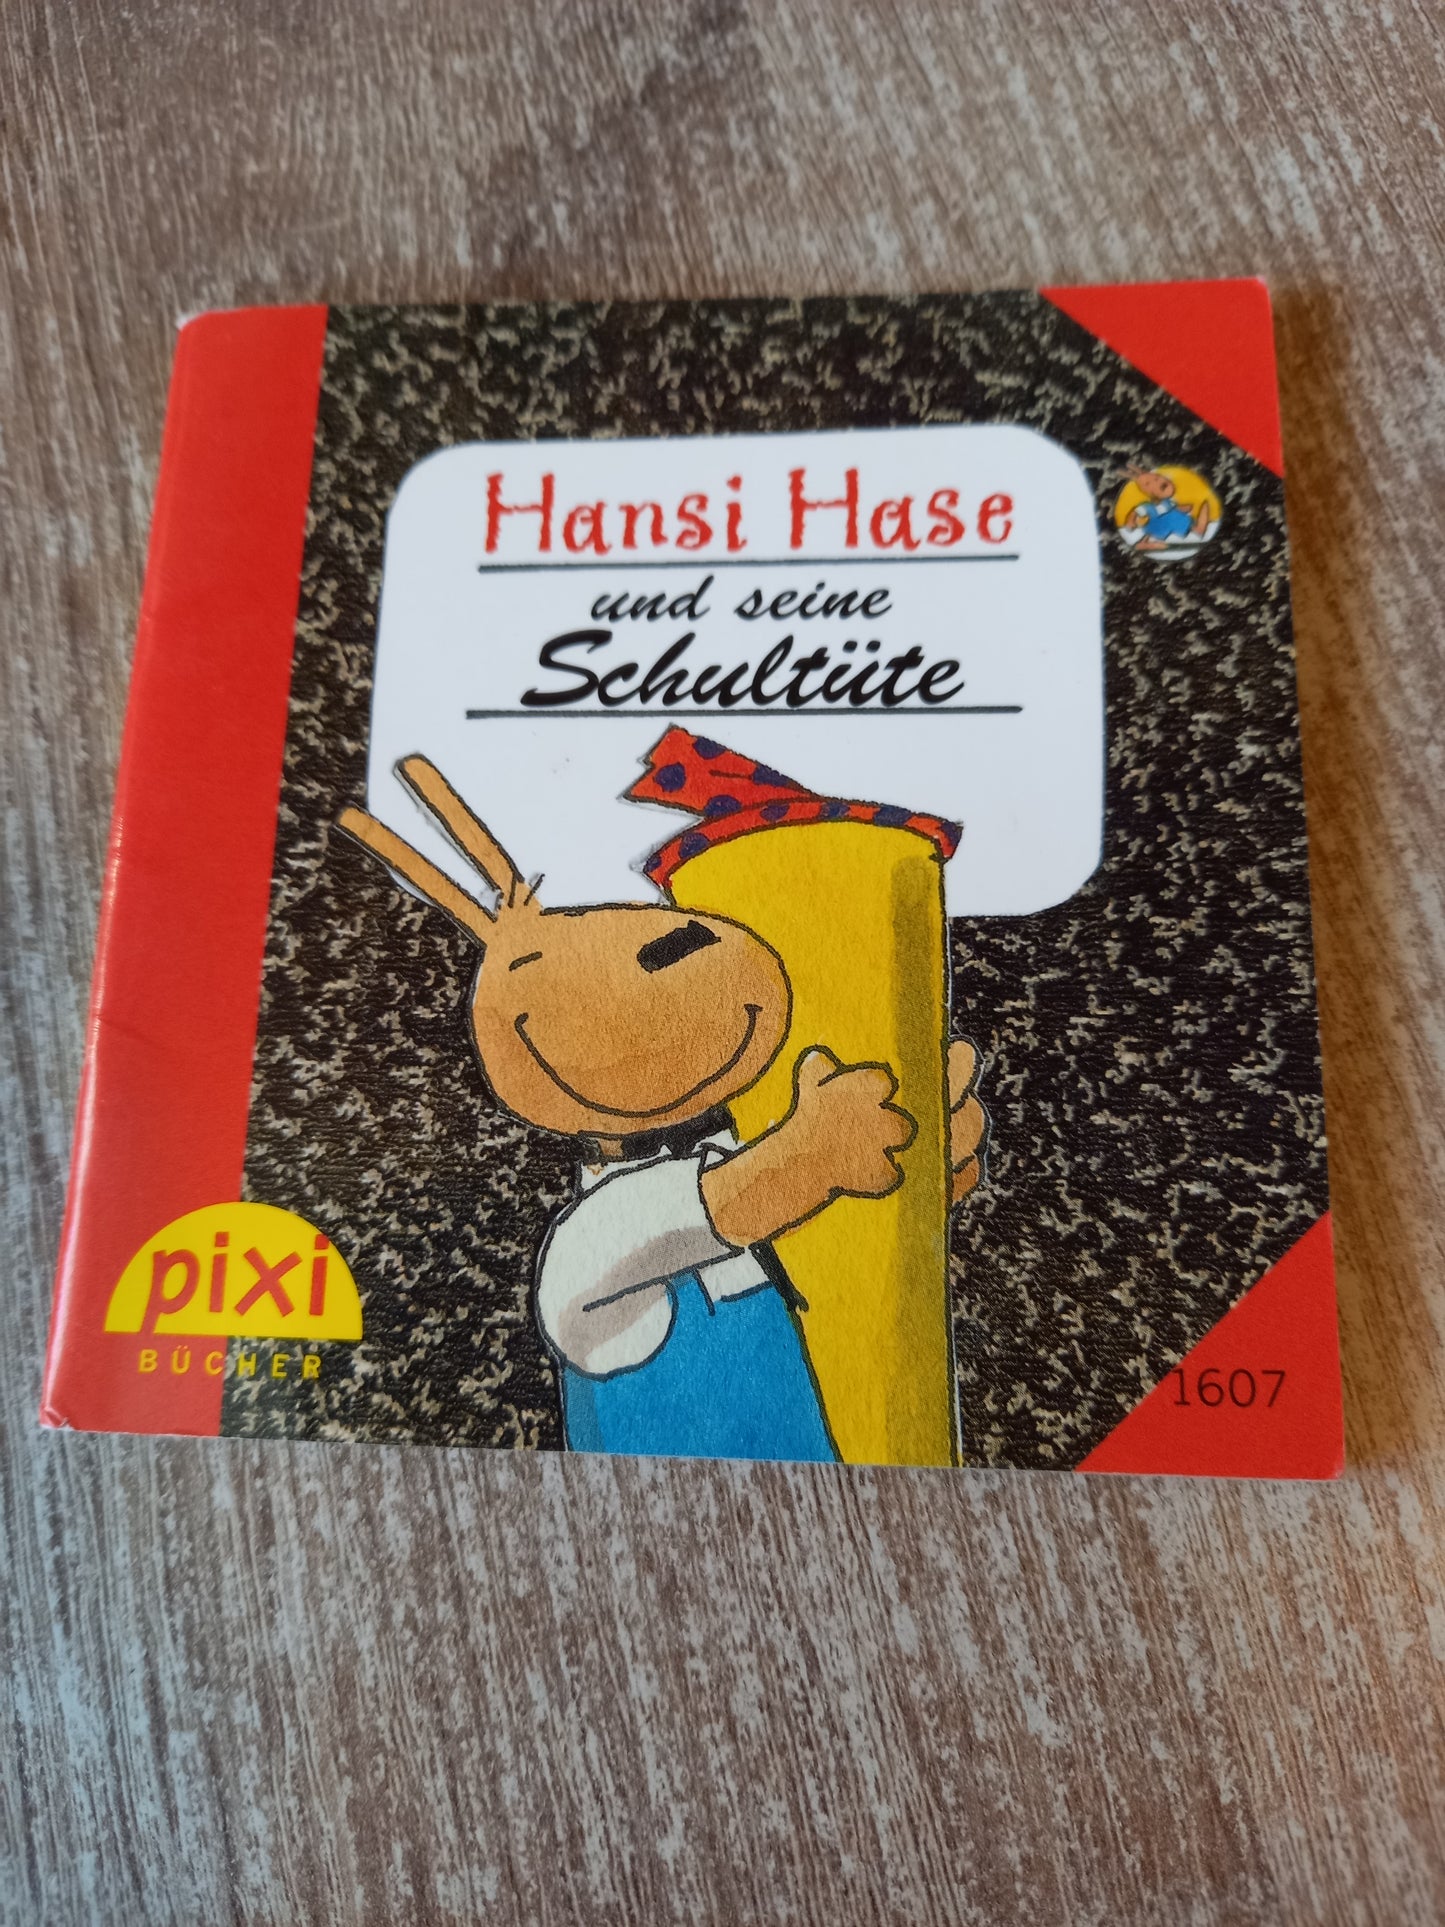 Hansi Hase
und seine
Schultüte
pixi
BÜCHER
1607